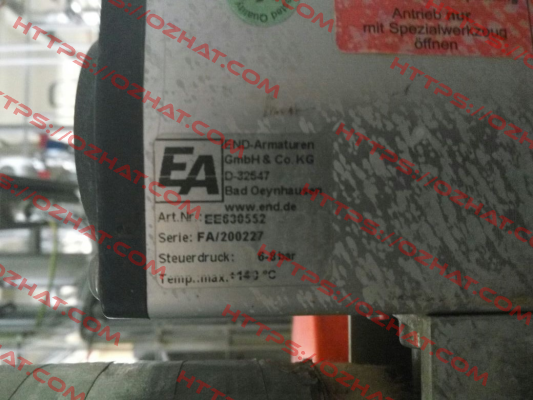 Antrieb nur
mit Spezialwerkzeug
öffnen
EA
END-Armaturen
GmbH & Co. KG
D-32547
Bad Oeynhausen
www.end.de
Art.Nr.: EE630552
Serie: FA/200227
Steuerdruck: 6-8 bar
Temp. max.:
HTTPS://OZHAT.COM